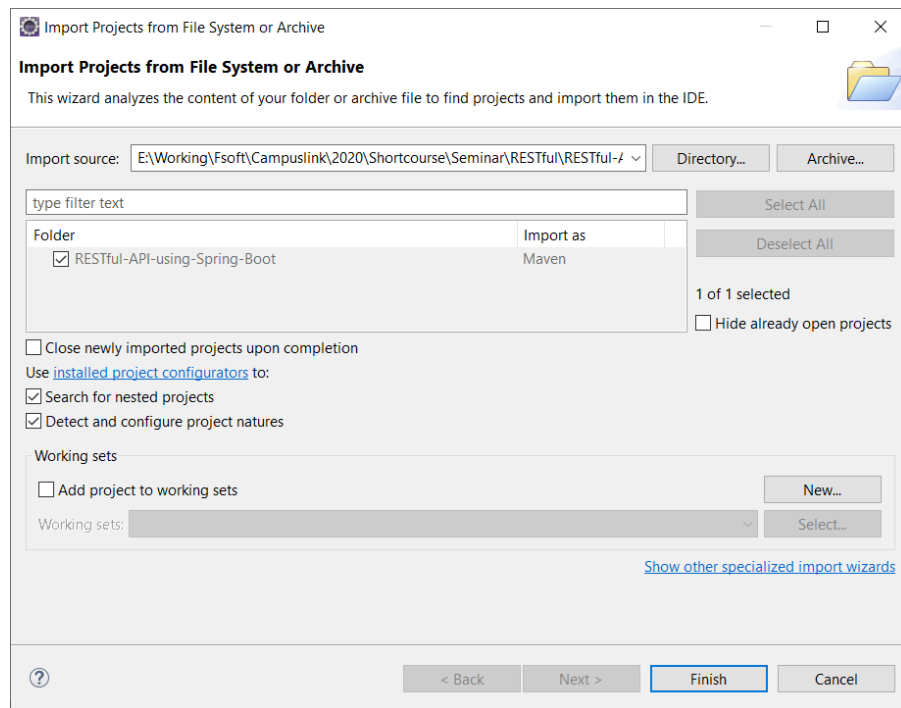 Import Projects from File System or Archive
Import Projects from File System or Archive
This wizard analyzes the content of your folder or archive file to find projects and import them in the IDE.
Import source: E:\Working\Fsoft\Campuslink\2020\Shortcourse\Seminar\RESTful\RESTful-A Directory... Archive...
type filter text Select All
Folder Import as Deselect All
RESTful-API-using-Spring-Boot Maven
1 of 1 selected
Hide already open projects
Close newly imported projects upon completion
Use installed project configurators to:
Search for nested projects
Detect and configure project natures
Working sets
Add project to working sets New...
Working sets: Select...
Show other specialized import wizards
? < Back Next > Finish Cancel